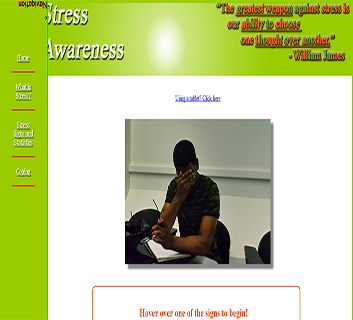 Navigation
Stress
Awareness
"The greatest weapon against stress is
our ability to choose
one thought over another."
- William James
Home
What is
Stress?
Stress
Signs and
Statistics
Coping
Using a tablet? Click here
Hover over one of the signs to begin!